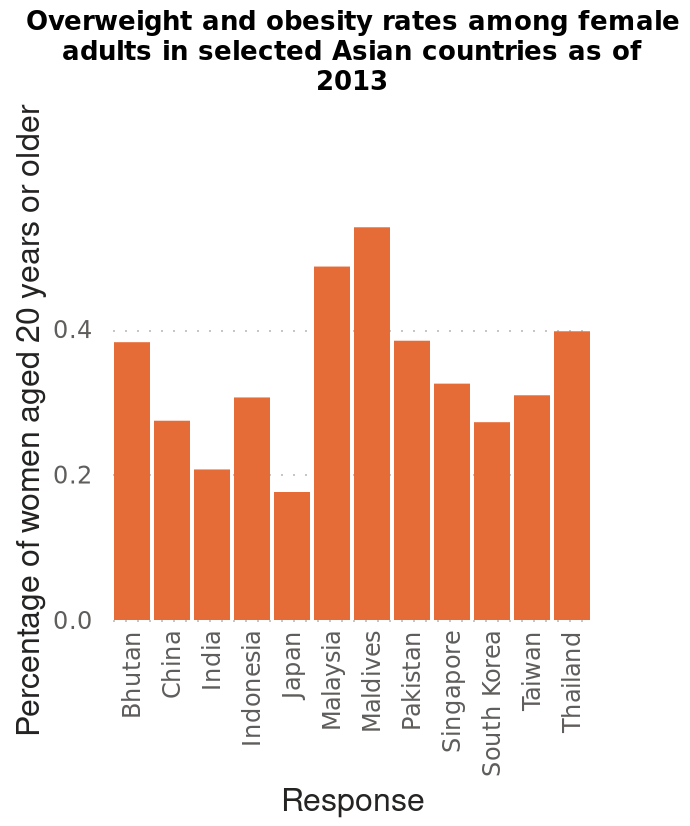 Overweight and obesity rates among female
adults in selected Asian countries as of
2013
Percentage of women aged 20 years or older
0.4
0.2
0.0
Bhutan
China
India
Indonesia
Japan
Malaysia
Maldives
Pakistan
Singapore
South Korea
Taiwan
Thailand
Response